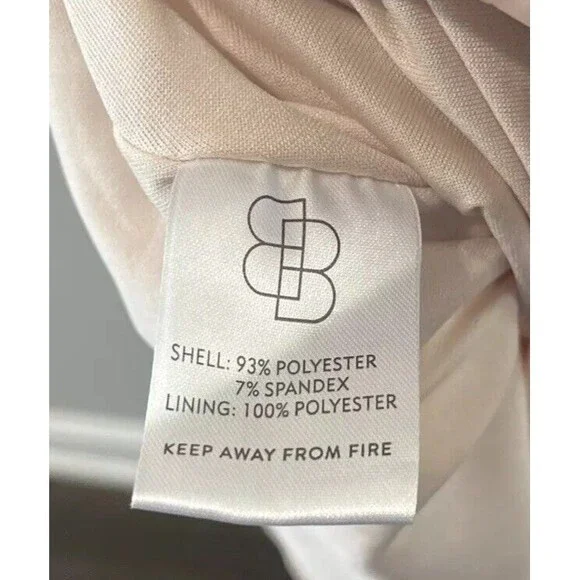 SHELL: 93% POLYESTER
7% SPANDEX
LINING: 100% POLYESTER
KEEP AWAY FROM FIRE